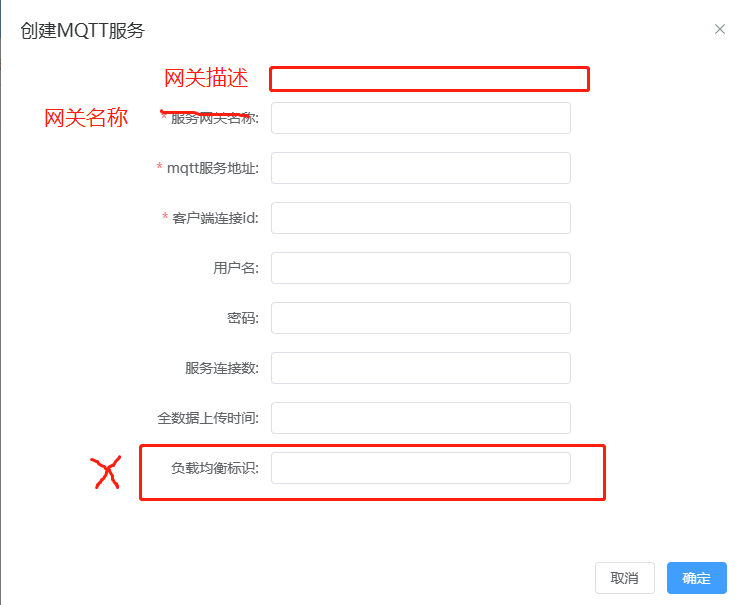 创建MQTT服务
网关描述
网关名称
* 服务网关名称:
* mqtt服务地址:
* 客户端连接id:
用户名:
密码:
服务连接数:
全数据上传时间:
负载均衡标识:
取消
确定